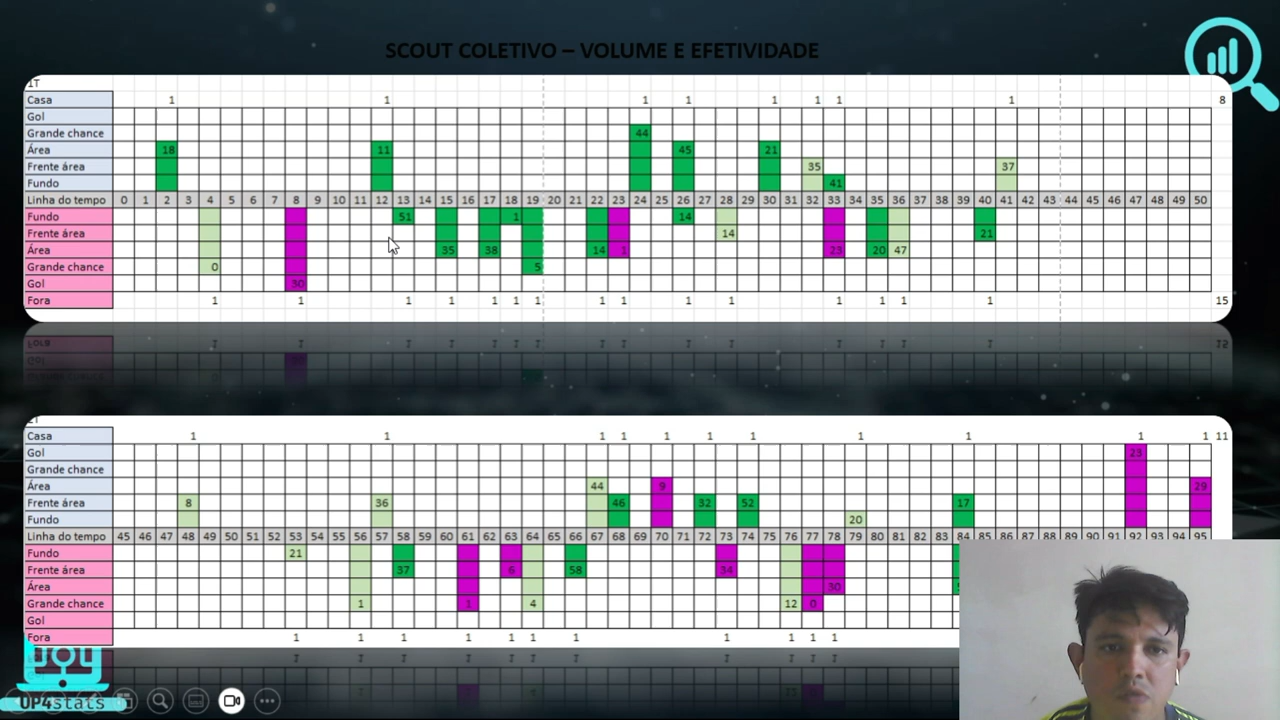 SCOUT COLETIVO – VOLUME E EFETIVIDADE
1T
Casa 1 1 1 1 1 1 1 1 8
Gol
Grande chance 44
Área 18 11 45 21
Frente área 35 37
Fundo 41
Linha do tempo 0 1 2 3 4 5 6 7 8 9 10 11 12 13 14 15 16 17 18 19 20 21 22 23 24 25 26 27 28 29 30 31 32 33 34 35 36 37 38 39 40 41 42 43 44 45 46 47 48 49 50
Fundo 51 1 14
Frente área 14 21
Área 35 38 14 1 23 20 47
Grande chance 0 5
Gol 30
Fora 1 1 1 1 1 1 1 1 1 1 1 1 1 1 1 15
Casa 1 1 1 1 1 1 1 1 1 1 1 11
Gol 23
Grande chance
Área 44 9 29
Frente área 8 36 46 32 52 17
Fundo 20
Linha do tempo 45 46 47 48 49 50 51 52 53 54 55 56 57 58 59 60 61 62 63 64 65 66 67 68 69 70 71 72 73 74 75 76 77 78 79 80 81 82 83 84 85 86 87 88 89 90 91 92 93 94 95
Fundo 21
Frente área 37 6 58 34
Área 30
Grande chance 1 1 4 12 0
Gol
Fora 1 1 1 1 1 1 1 1 1 1 1
UP4stats